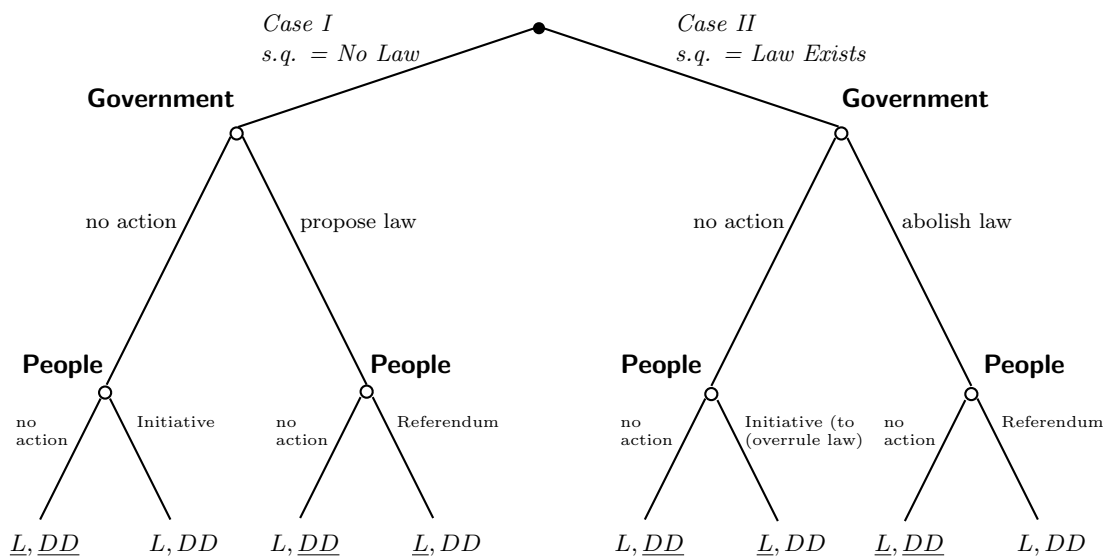 Case I
s.q. = No Law
Case II
s.q. = Law Exists
Government
Government
no action
propose law
no action
abolish law
People
People
People
People
no
action
Initiative
no
action
Referendum
no
action
Initiative (to
(overrule law)
no
action
Referendum
L, DD
L, DD
L, DD
L, DD
L, DD
L, DD
L, DD
L, DD